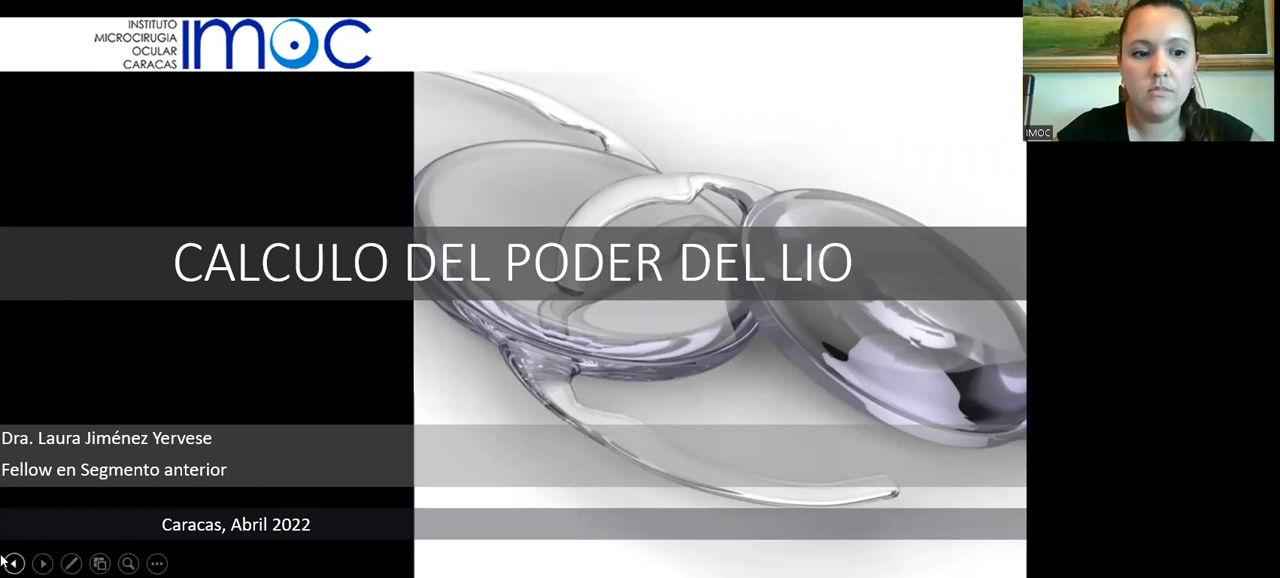 INSTITUTO
MICROCIRUGIA
OCULAR
CARACAS
IMOC
IMOC
CALCULO DEL PODER DEL LIO
Dra. Laura Jiménez Yervese
Fellow en Segmento anterior
Caracas, Abril 2022